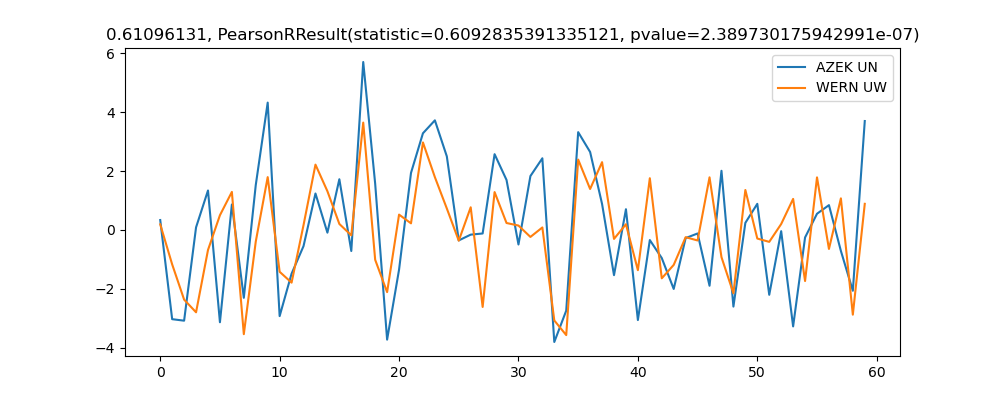 0.61096131, PearsonRResult(statistic=0.6092835391335121, pvalue=2.389730175942991e-07)
AZEK UN
WERN UW
6
4
2
0
−2
−4
0 10 20 30 40 50 60